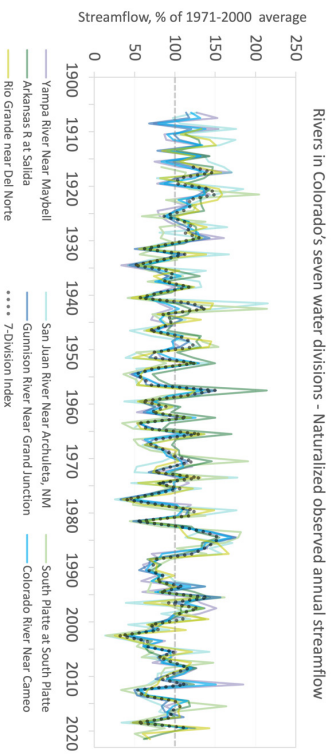 Rivers in Colorado's seven water divisions - Naturalized observed annual streamflow
Streamflow, % of 1971-2000 average
250
200
150
100
50
0
1900
1910
1920
1930
1940
1950
1960
1970
1980
1990
2000
2010
2020
Yampa River Near Maybell
San Juan River Near Archuleta, NM
South Platte at South Platte
Arkansas R at Salida
Gunnison River Near Grand Junction
Colorado River Near Cameo
Rio Grande near Del Norte
7-Division Index